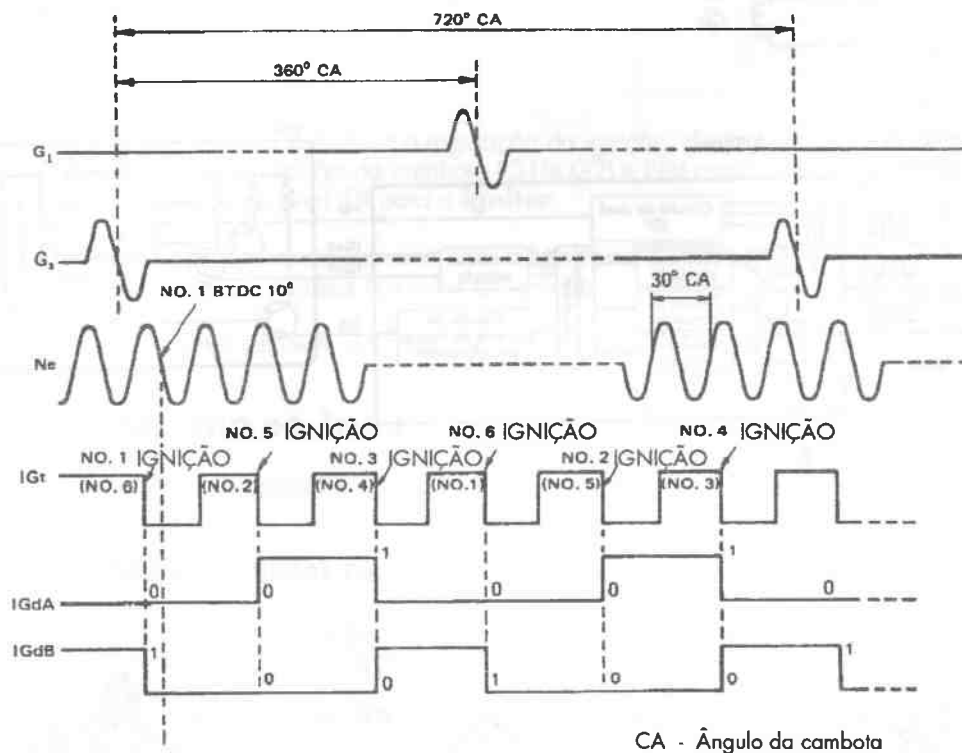 720° CA
360° CA
G₁
Gₛ
NO. 1 BTDC 10°
30° CA
Ne
NO. 5 IGNIÇÃO
NO. 6 IGNIÇÃO
NO. 4 IGNIÇÃO
NO. 1 IGNIÇÃO
NO. 3 IGNIÇÃO
NO. 2 IGNIÇÃO
IGt
(NO. 6)
(NO. 2)
(NO. 4)
(NO.1)
(NO. 5)
(NO. 3)
1
1
0
0
0
0
0
IGdA
IGdB
1
1
0
0
1
0
0
CA - Ângulo da cambota